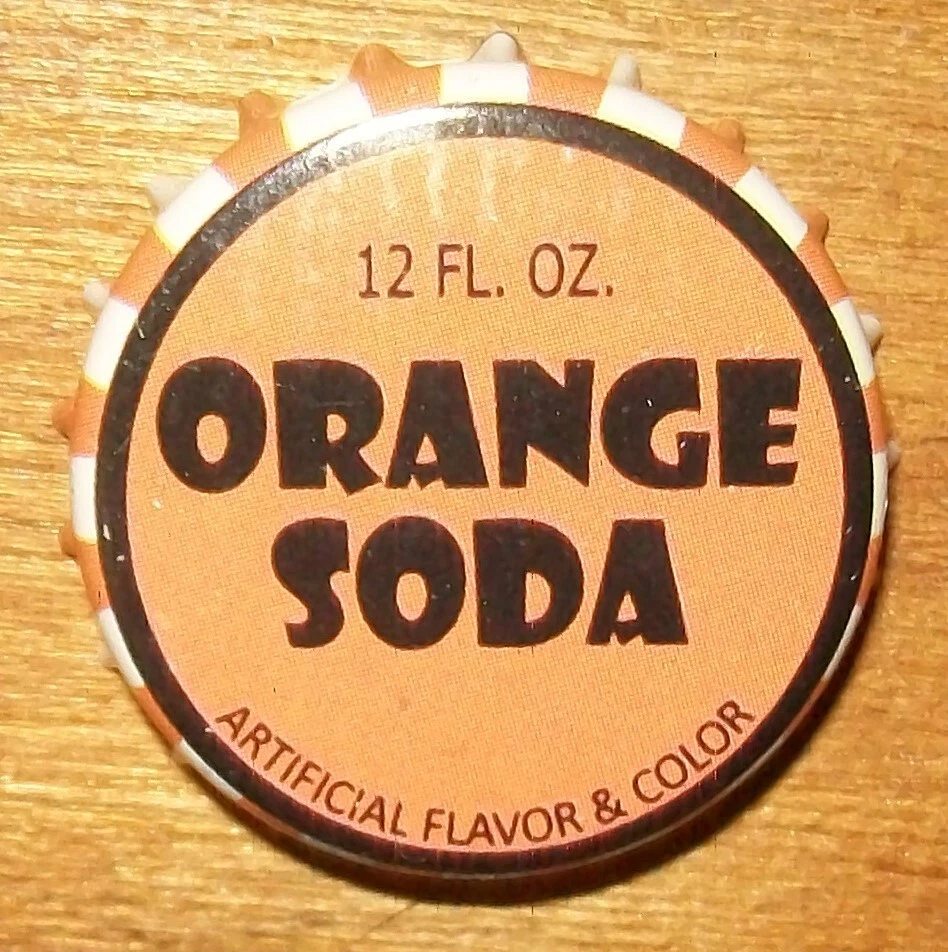 12 FL. OZ.
ORANGE
SODA
ARTIFICIAL FLAVOR & COLOR